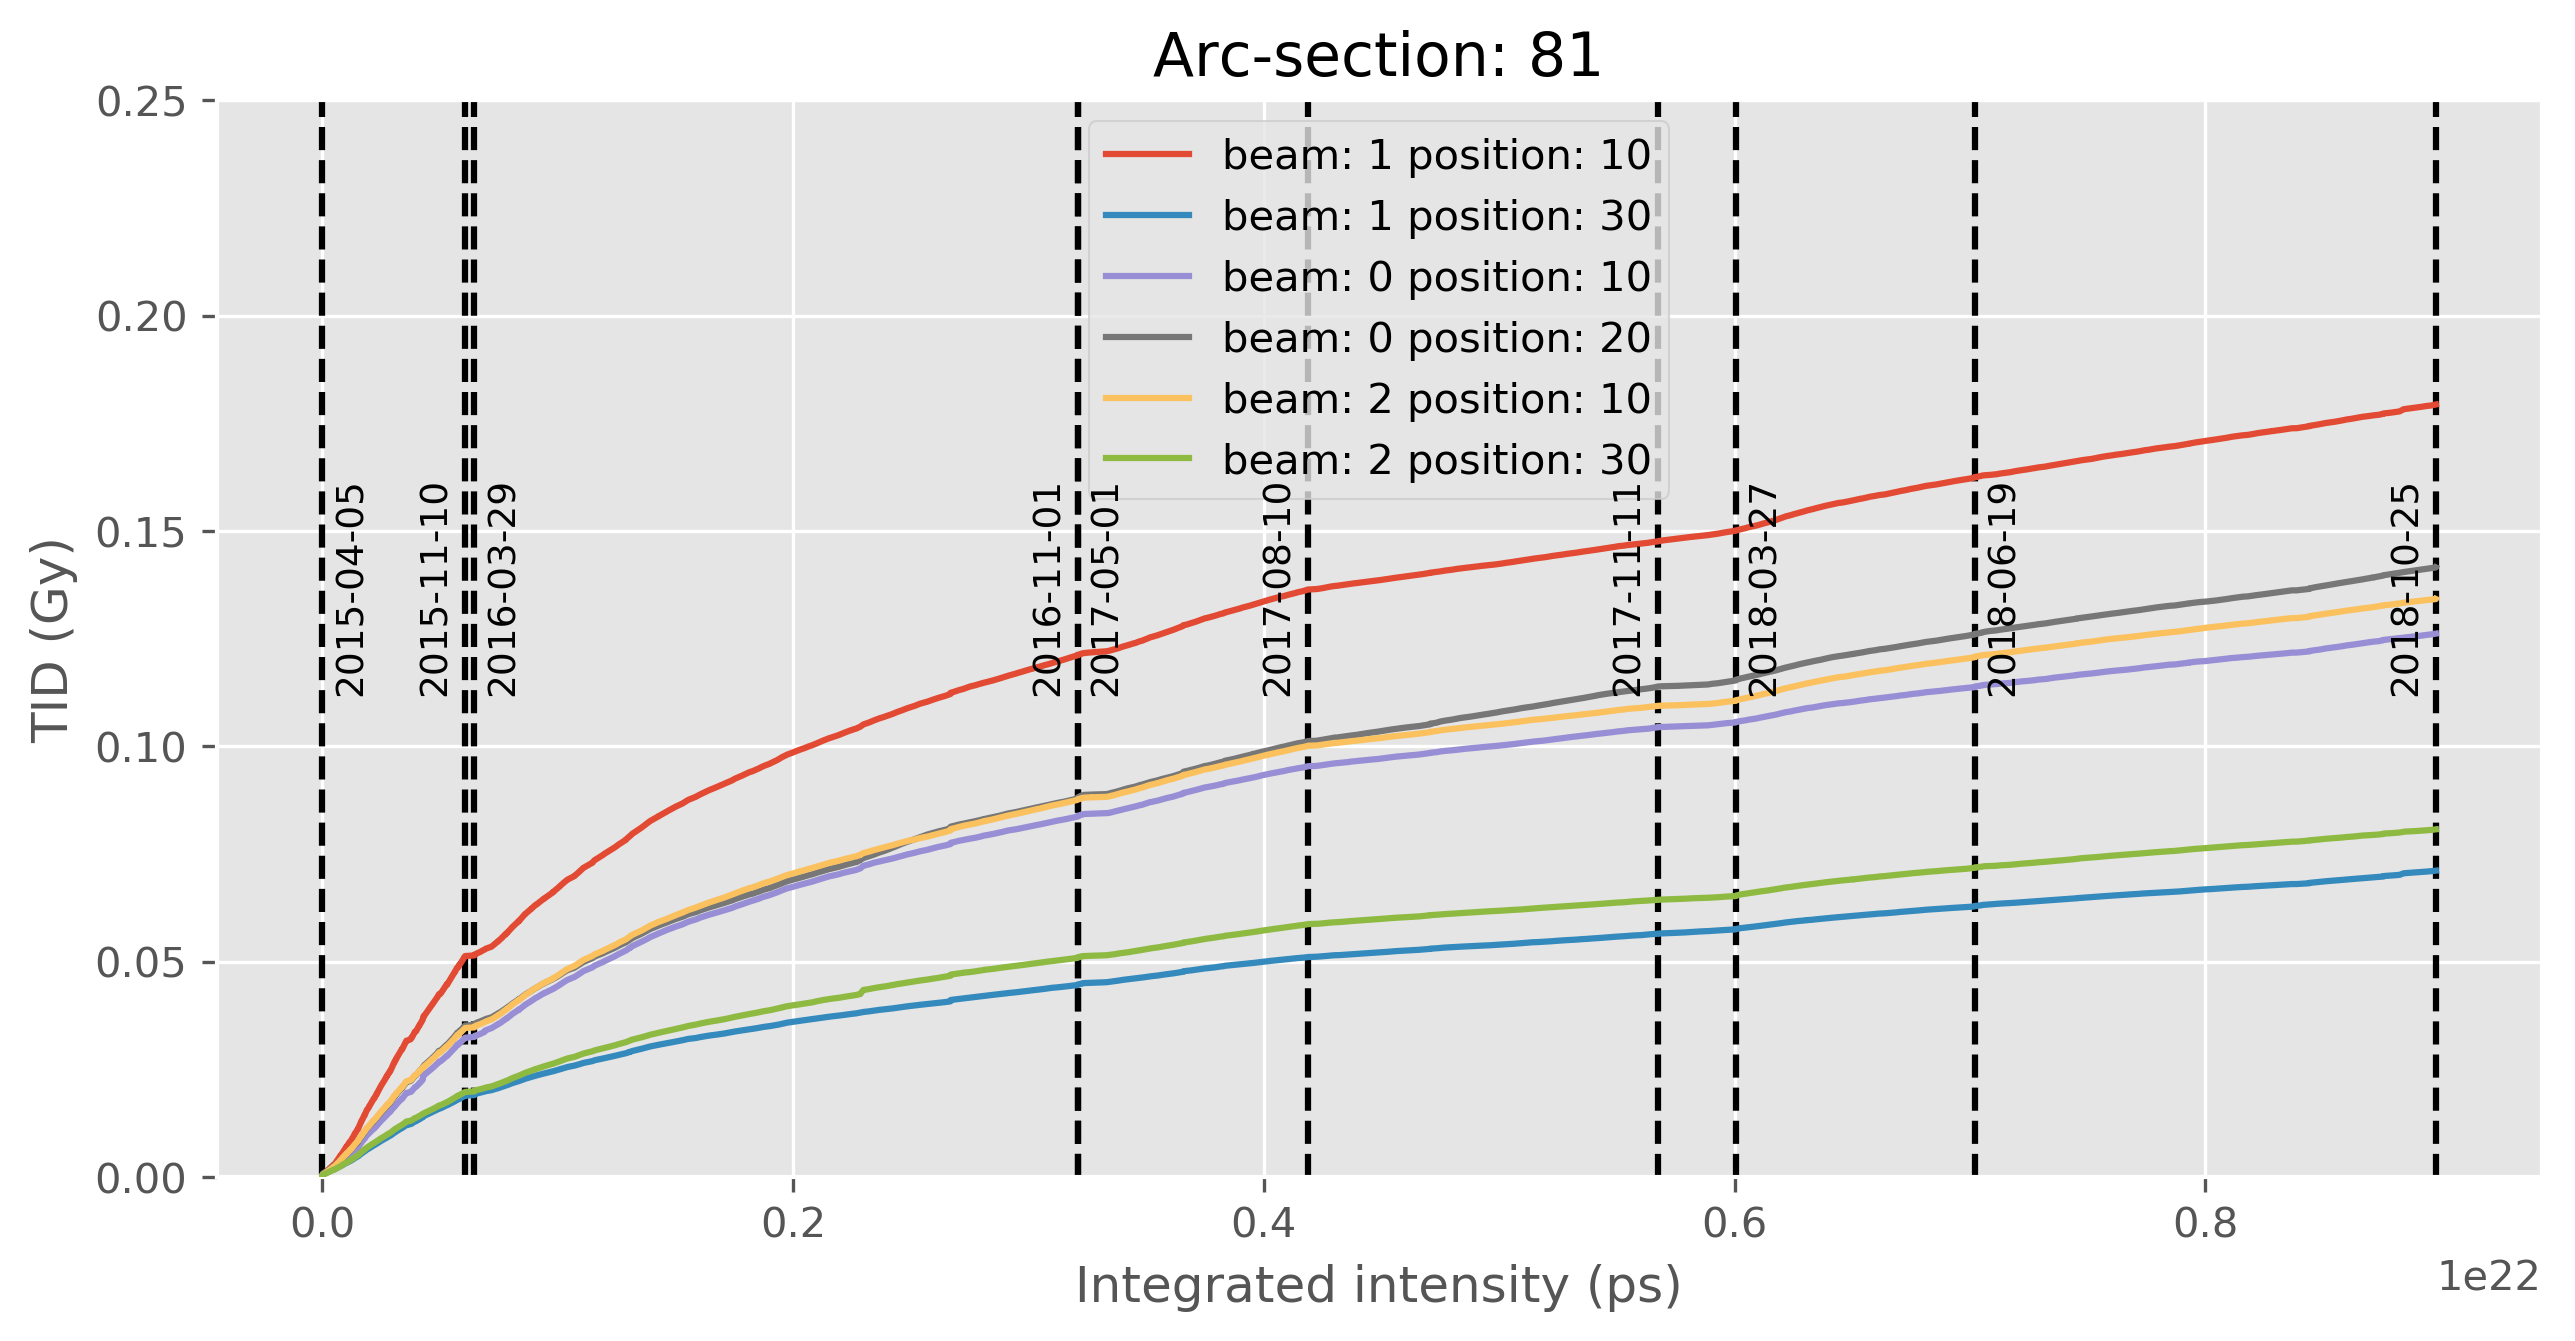 Arc-section: 81
0.25
0.20
0.15
0.10
0.05
0.00
TID (Gy)
beam: 1 position: 10
beam: 1 position: 30
beam: 0 position: 10
beam: 0 position: 20
beam: 2 position: 10
beam: 2 position: 30
2015-04-05
2015-11-10
2016-03-29
2016-11-01
2017-05-01
2017-08-10
2017-11-11
2018-03-27
2018-06-19
2018-10-25
0.0
0.2
0.4
0.6
0.8
1e22
Integrated intensity (ps)